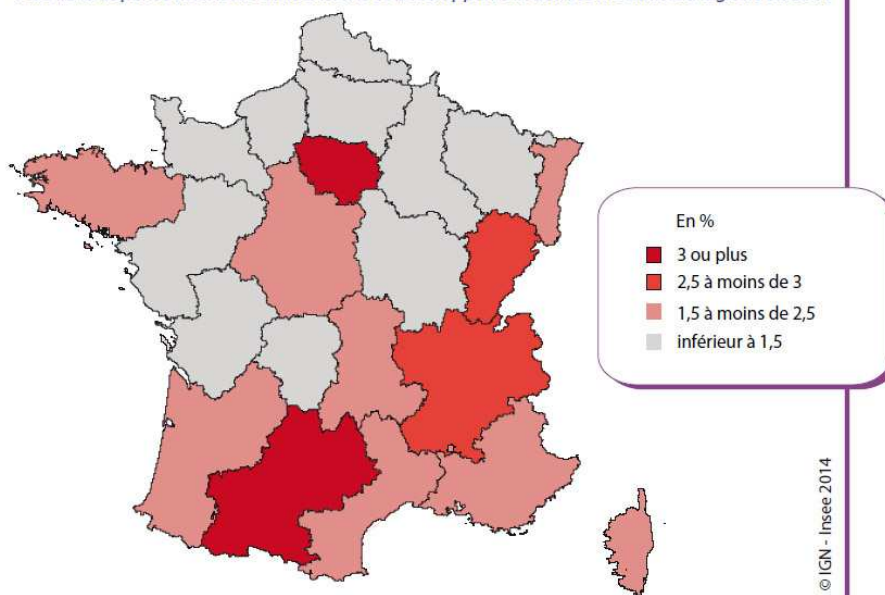 En %
3 ou plus
2,5 à moins de 3
1,5 à moins de 2,5
inférieur à 1,5
© IGN - Insee 2014